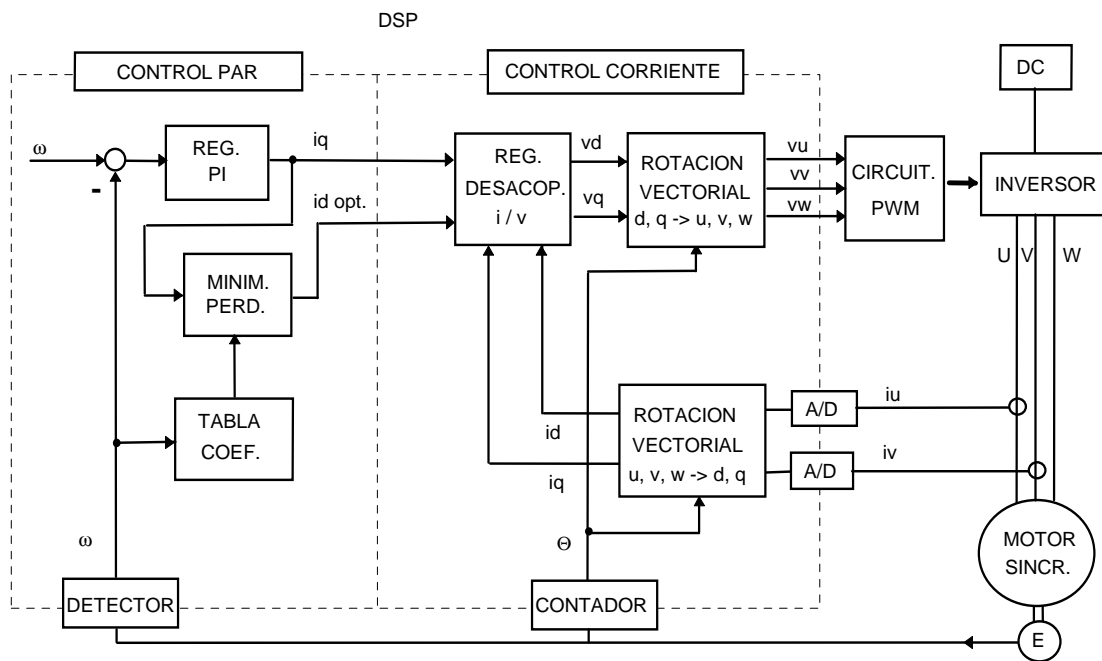 DSP
CONTROL PAR
CONTROL CORRIENTE
DC
ω
-
REG.
PI
iq
id opt.
REG.
DESACOP.
i / v
vd
vq
ROTACION
VECTORIAL
d, q -> u, v, w
vu
vv
vw
CIRCUIT.
PWM
INVERSOR
U
V
W
MINIM.
PERD.
TABLA
COEF.
ROTACION
VECTORIAL
u, v, w -> d, q
id
iq
A/D
iu
A/D
iv
ω
Θ
MOTOR
SINCR.
DETECTOR
CONTADOR
E